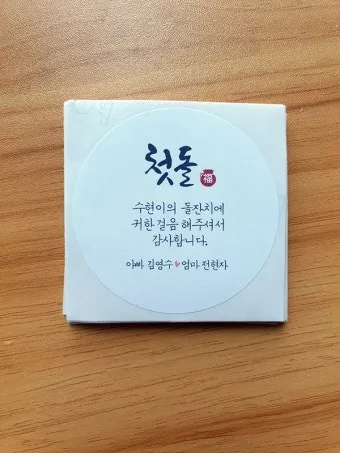 첫돌
福
수현이의 돌잔치에
귀한 걸음 해주셔서
감사합니다.
아빠 김영수♥엄마 전현자